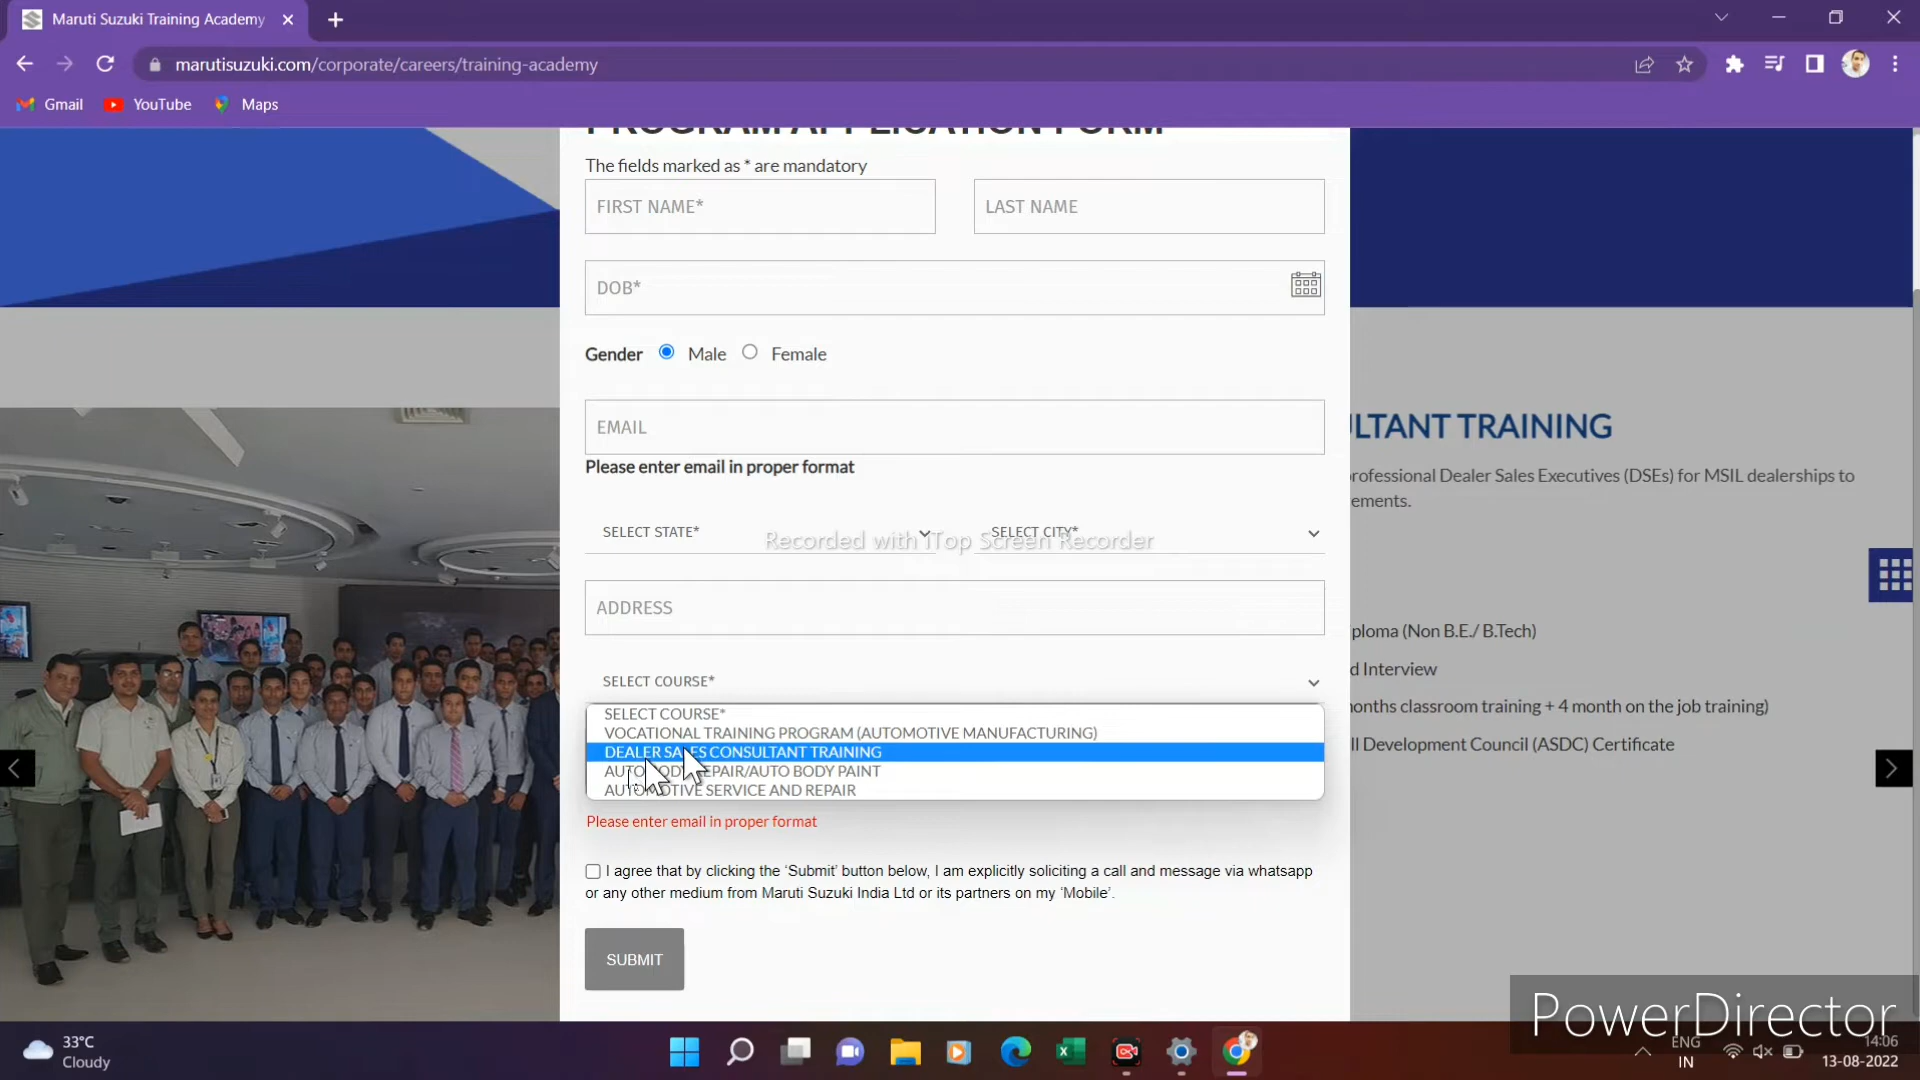 Maruti Suzuki Training Academy
marutisuzuki.com/corporate/careers/training-academy
Gmail
YouTube
Maps
PROGRAM APPLICATION FORM
The fields marked as * are mandatory
FIRST NAME*
LAST NAME
DOB*
Gender
Male
Female
EMAIL
Please enter email in proper format
SELECT STATE*
SELECT CITY*
Recorded with iTop Screen Recorder
ADDRESS
SELECT COURSE*
SELECT COURSE*
VOCATIONAL TRAINING PROGRAM (AUTOMOTIVE MANUFACTURING)
DEALER SALES CONSULTANT TRAINING
AUTO BODY REPAIR/AUTO BODY PAINT
AUTOMOTIVE SERVICE AND REPAIR
Please enter email in proper format
I agree that by clicking the ‘Submit’ button below, I am explicitly soliciting a call and message via whatsapp
or any other medium from Maruti Suzuki India Ltd or its partners on my ‘Mobile’.
SUBMIT
LTANT TRAINING
rofessional Dealer Sales Executives (DSEs) for MSIL dealerships to
ements.
ploma (Non B.E./ B.Tech)
d Interview
onths classroom training + 4 month on the job training)
ll Development Council (ASDC) Certificate
PowerDirector
33°C
Cloudy
ENG
IN
14:06
13-08-2022